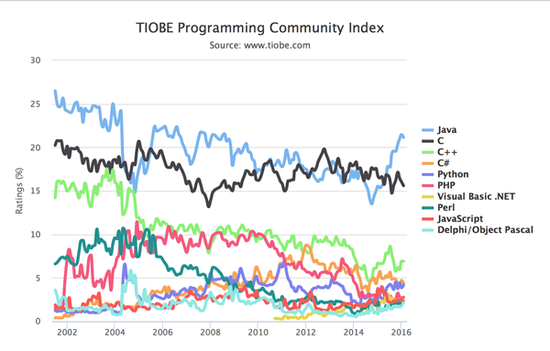 TIOBE Programming Community Index
Source: www.tiobe.com
Ratings (%)
30
25
20
15
10
5
0
2002 2004 2006 2008 2010 2012 2014 2016
Java
C
C++
C#
Python
PHP
Visual Basic .NET
Perl
JavaScript
Delphi/Object Pascal